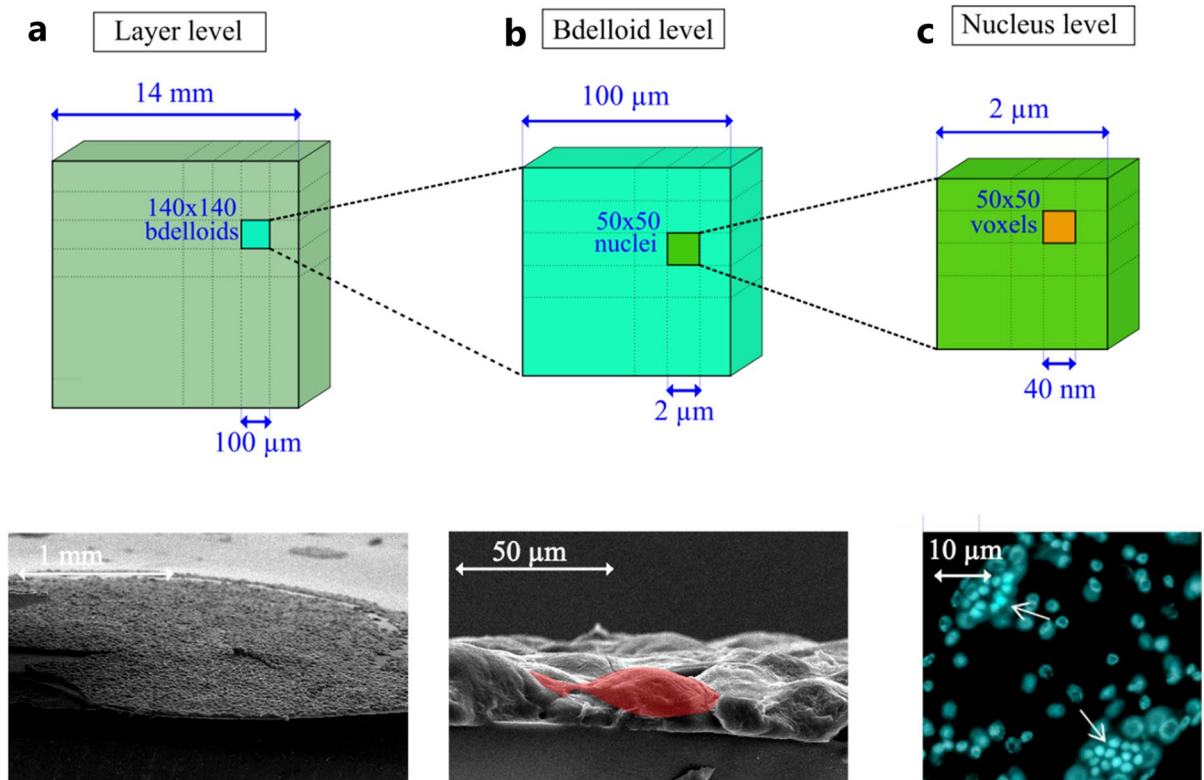 a
Layer level
14 mm
140x140
bdelloids
100 µm
b
Bdelloid level
100 µm
50x50
nuclei
2 µm
c
Nucleus level
2 µm
50x50
voxels
40 nm
1 mm
50 µm
10 µm